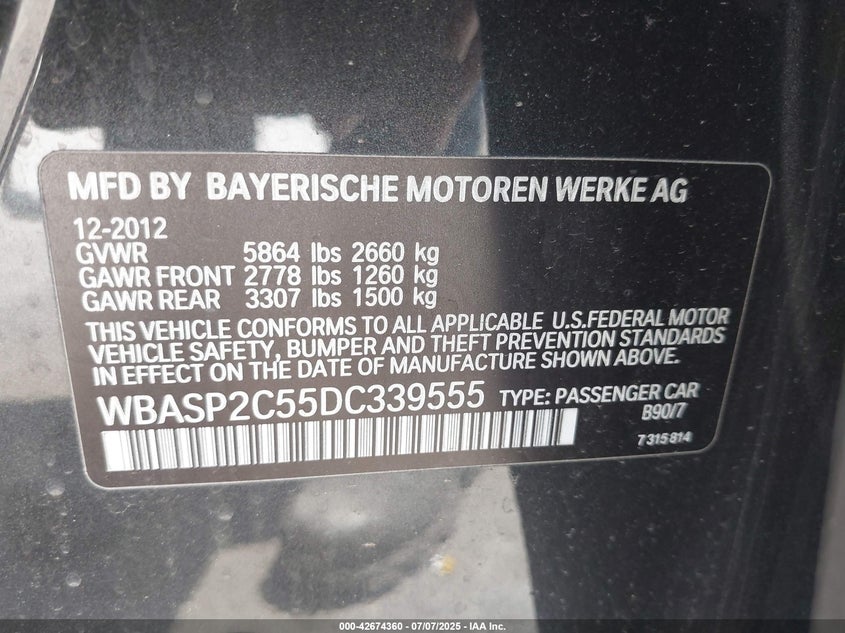 MFD BY BAYERISCHE MOTOREN WERKE AG
12-2012
GVWR 5864 lbs 2660 kg
GAWR FRONT 2778 lbs 1260 kg
GAWR REAR 3307 lbs 1500 kg
THIS VEHICLE CONFORMS TO ALL APPLICABLE U.S.FEDERAL MOTOR
VEHICLE SAFETY, BUMPER AND THEFT PREVENTION STANDARDS
IN EFFECT ON THE DATE OF MANUFACTURE SHOWN ABOVE.
WBASP2C55DC339555 TYPE: PASSENGER CAR
B90/7
7 315 814
000-42674360 | 07/07/2025 - IAA Inc.